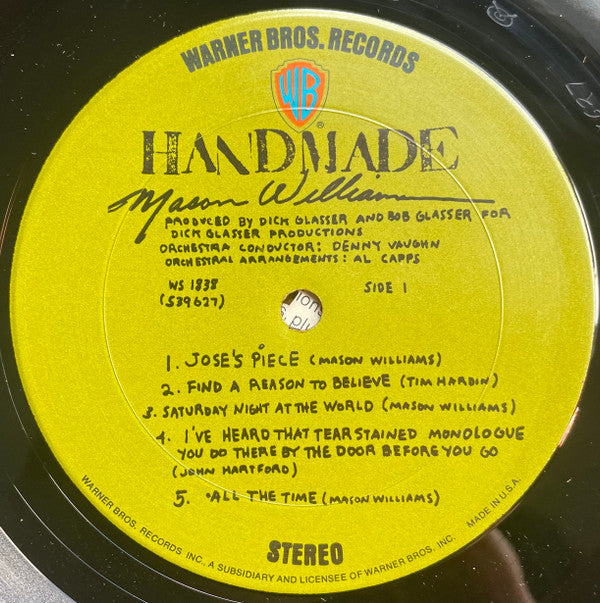 WARNER BROS. RECORDS
WB
®
HANDMADE
Mason Williams
PRODUCED BY DICK GLASSER AND BOB GLASSER FOR
DICK GLASSER PRODUCTIONS
ORCHESTRA CONDUCTOR: DENNY VAUGHN
ORCHESTRAL ARRANGEMENTS: AL CAPPS
WS 1838
(S39627)
SIDE 1
1. JOSE'S PIECE (MASON WILLIAMS)
2. FIND A REASON TO BELIEVE (TIM HARDIN)
3. SATURDAY NIGHT AT THE WORLD (MASON WILLIAMS)
4. I'VE HEARD THAT TEAR STAINED MONOLOGUE
YOU DO THERE BY THE DOOR BEFORE YOU GO
(JOHN HARTFORD)
5. ALL THE TIME (MASON WILLIAMS)
STEREO
WARNER BROS. RECORDS INC., A SUBSIDIARY AND LICENSEE OF WARNER BROS. INC. MADE IN U.S.A.